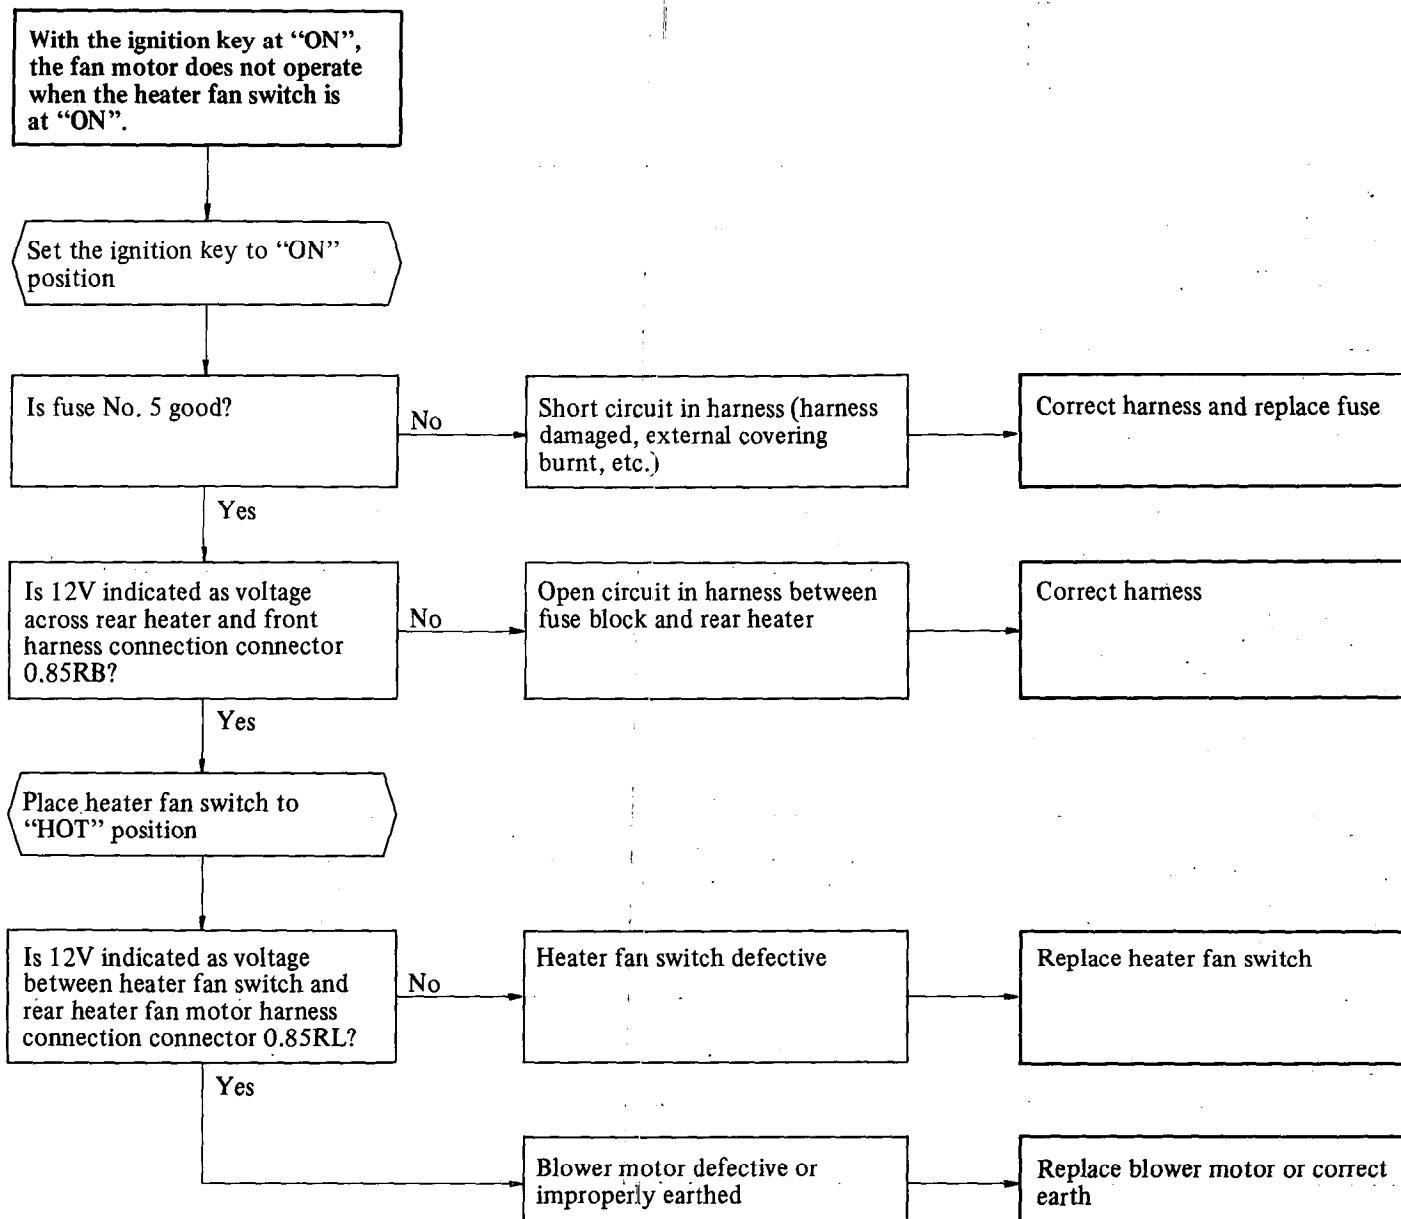 With the ignition key at “ON”,
the fan motor does not operate
when the heater fan switch is
at “ON”.
Set the ignition key to “ON”
position
Is fuse No. 5 good?
No
Short circuit in harness (harness
damaged, external covering
burnt, etc.)
Correct harness and replace fuse
Yes
Is 12V indicated as voltage
across rear heater and front
harness connection connector
0.85RB?
No
Open circuit in harness between
fuse block and rear heater
Correct harness
Yes
Place heater fan switch to
“HOT” position
Is 12V indicated as voltage
between heater fan switch and
rear heater fan motor harness
connection connector 0.85RL?
No
Heater fan switch defective
Replace heater fan switch
Yes
Blower motor defective or
improperly earthed
Replace blower motor or correct
earth